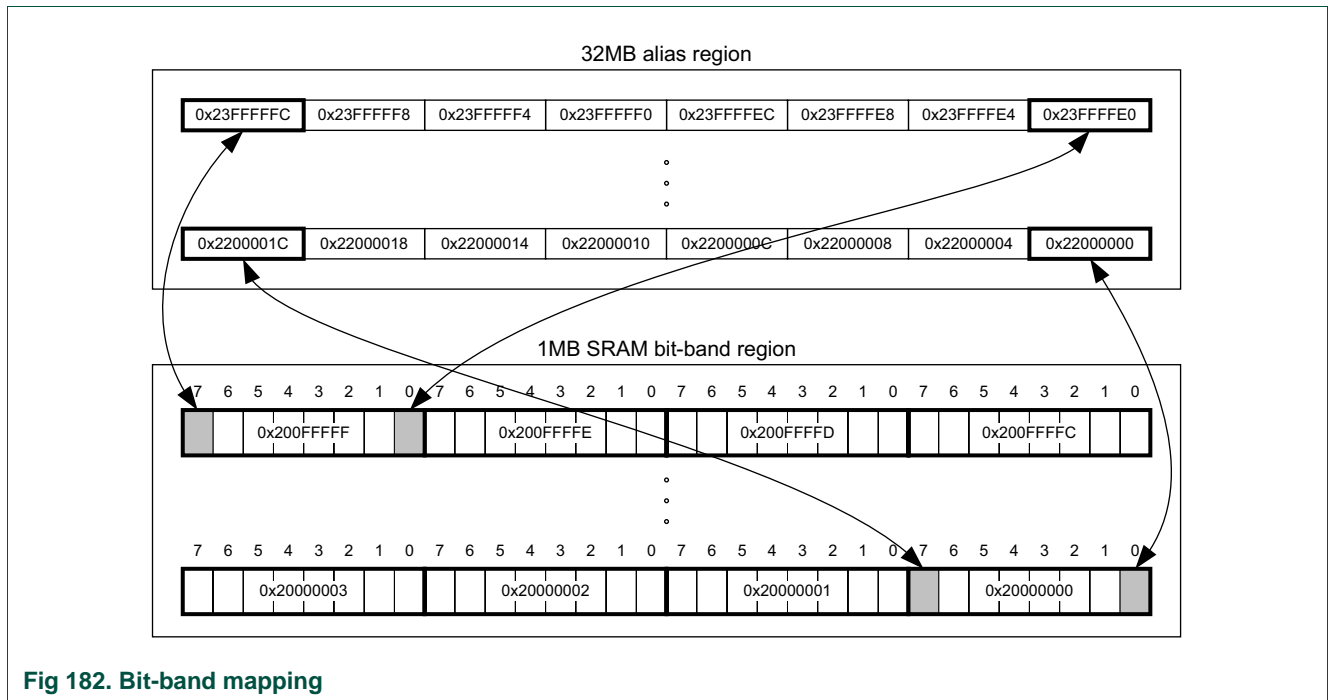 32MB alias region
0x23FFFFFC 0x23FFFFF8 0x23FFFFF4 0x23FFFFF0 0x23FFFFEC 0x23FFFFE8 0x23FFFFE4 0x23FFFFE0
0x2200001C 0x22000018 0x22000014 0x22000010 0x2200000C 0x22000008 0x22000004 0x22000000
1MB SRAM bit-band region
7 6 5 4 3 2 1 0 7 6 5 4 3 2 1 0 7 6 5 4 3 2 1 0 7 6 5 4 3 2 1 0
0x200FFFFF 0x200FFFFE 0x200FFFFD 0x200FFFFC
7 6 5 4 3 2 1 0 7 6 5 4 3 2 1 0 7 6 5 4 3 2 1 0 7 6 5 4 3 2 1 0
0x20000003 0x20000002 0x20000001 0x20000000
Fig 182. Bit-band mapping